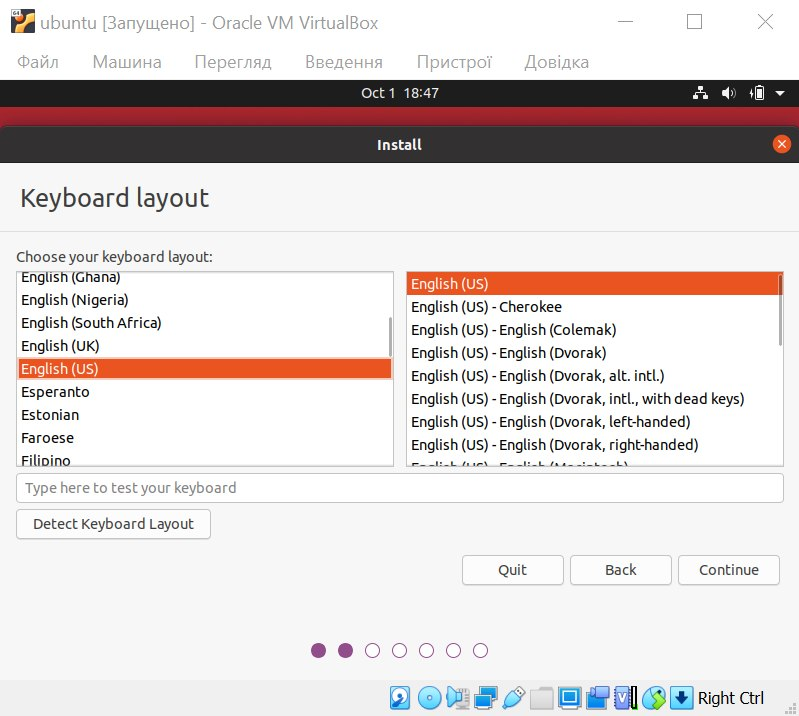 ubuntu [Запущено] - Oracle VM VirtualBox
Файл Машина Перегляд Введення Пристрої Довідка
Oct 1 18:47
Install
Keyboard layout
Choose your keyboard layout:
English (Ghana)
English (Nigeria)
English (South Africa)
English (UK)
English (US)
Esperanto
Estonian
Faroese
Filipino
English (US)
English (US) - Cherokee
English (US) - English (Colemak)
English (US) - English (Dvorak)
English (US) - English (Dvorak, alt. intl.)
English (US) - English (Dvorak, intl., with dead keys)
English (US) - English (Dvorak, left-handed)
English (US) - English (Dvorak, right-handed)
English (US) - English (Macintosh)
Type here to test your keyboard
Detect Keyboard Layout
Quit Back Continue
Right Ctrl